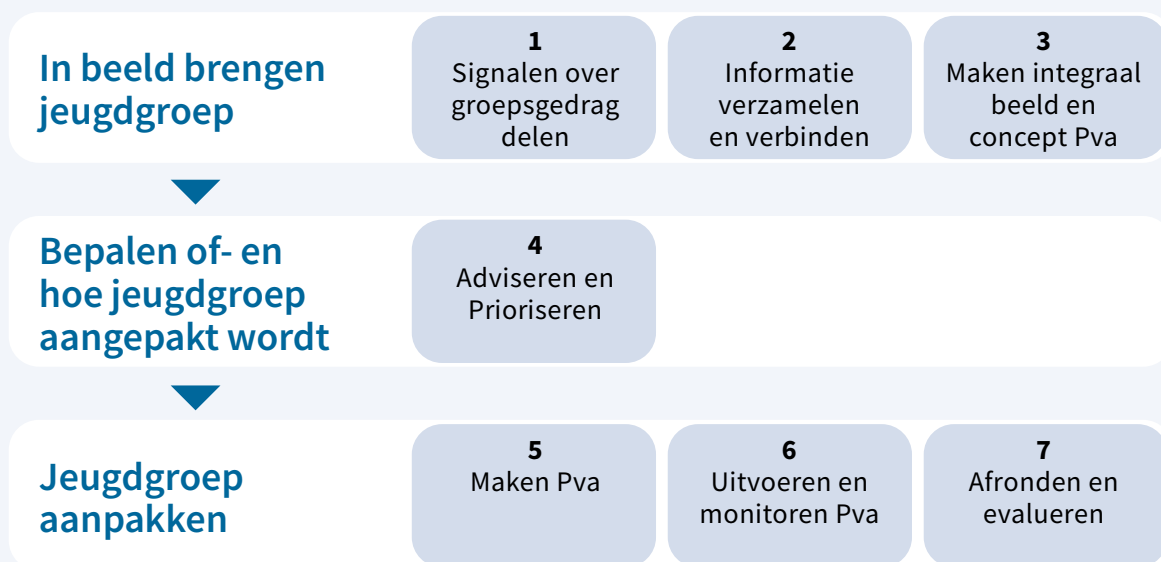 In beeld brengen
jeugdgroep
1
Signalen over
groepsgedrag
delen
2
Informatie
verzamelen
en verbinden
3
Maken integraal
beeld en
concept Pva
Bepalen of- en
hoe jeugdgroep
aangepakt wordt
4
Adviseren en
Prioriseren
Jeugdgroep
aanpakken
5
Maken Pva
6
Uitvoeren en
monitoren Pva
7
Afronden en
evalueren